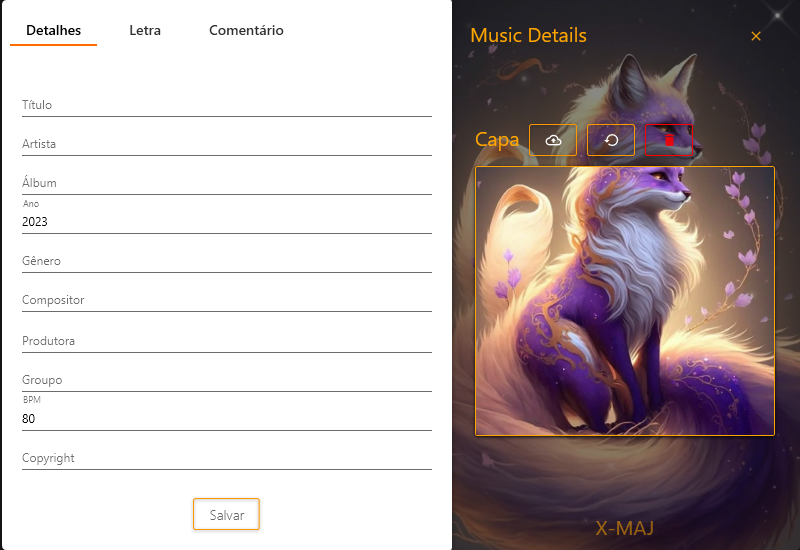 Detalhes Letra Comentário
Título
Artista
Álbum
Ano
2023
Gênero
Compositor
Produtora
Groupo
BPM
80
Copyright
Salvar
Music Details
Capa
X-MAJ